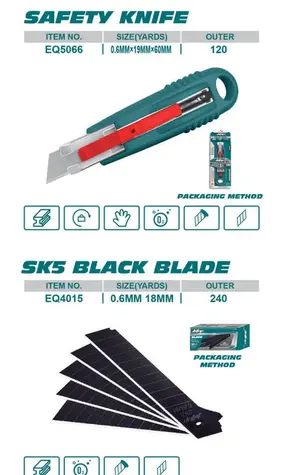 SAFETY KNIFE
ITEM NO. SIZE(YARDS) OUTER
EQ5066 0.6MM×19MM×60MM 120
PACKAGING METHOD
SK5 BLACK BLADE
ITEM NO. SIZE(YARDS) OUTER
EQ4015 0.6MM 18MM 240
PACKAGING
METHOD